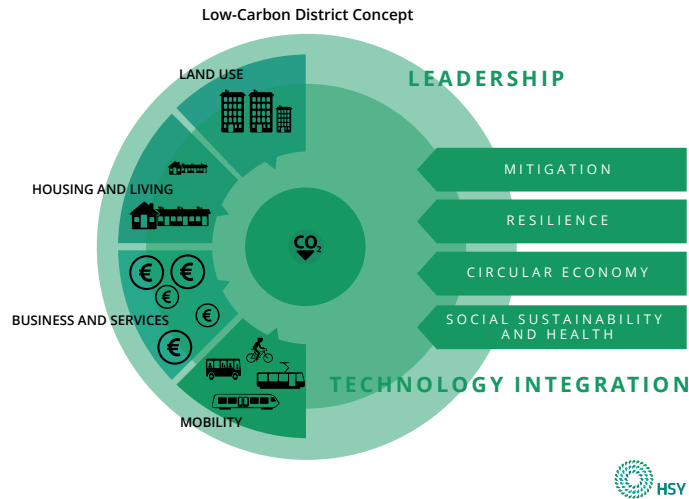 Low-Carbon District Concept
LAND USE
LEADERSHIP
MITIGATION
HOUSING AND LIVING
RESILIENCE
CO₂
CIRCULAR ECONOMY
€ €
€
€
BUSINESS AND SERVICES
€
SOCIAL SUSTAINABILITY
AND HEALTH
TECHNOLOGY INTEGRATION
MOBILITY
HSY